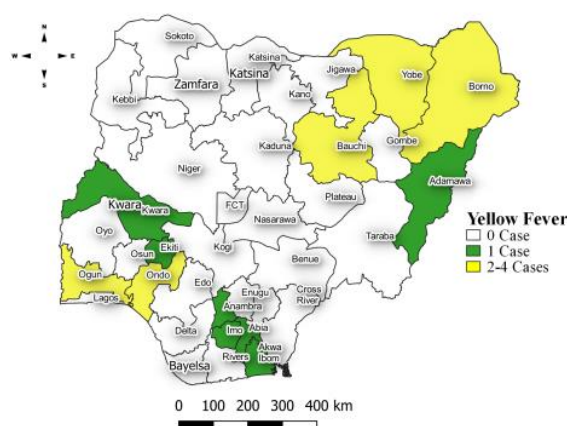 N
W E
S
Sokoto
Katsina
Katsina
Jigawa
Yobe
Borno
Zamfara
Kano
Kebbi
Kaduna
Bauchi
Gombe
Niger
Adamawa
Kwara
Kwara
FCT
Plateau
Nasarawa
Oyo
Taraba
Osun
Ekiti
Kogi
Benue
Ogun
Ondo
Edo
Lagos
Enugu
Cross
River
Anambra
Delta
Imo
Abia
Rivers
Akwa
Ibom
Bayelsa
Yellow Fever
0 Case
1 Case
2-4 Cases
0 100 200 300 400 km